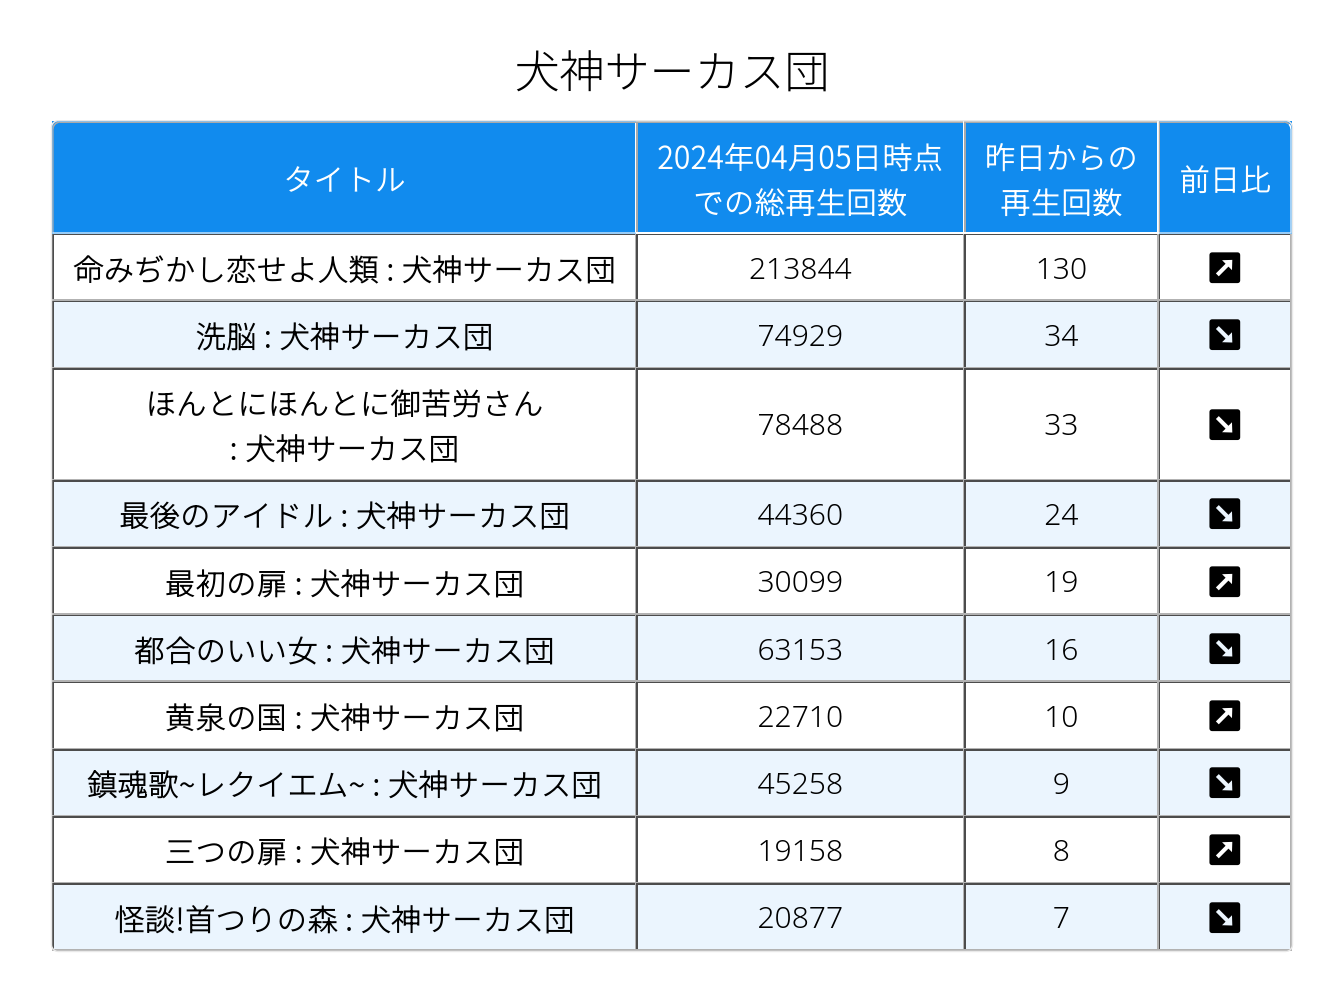 犬神サーカス団
タイトル
2024年04月05日時点
での総再生回数
昨日からの
再生回数
前日比
命みぢかし恋せよ人類 : 犬神サーカス団
213844
130
洗脳 : 犬神サーカス団
74929
34
ほんとにほんとに御苦労さん
: 犬神サーカス団
78488
33
最後のアイドル : 犬神サーカス団
44360
24
最初の扉 : 犬神サーカス団
30099
19
都合のいい女 : 犬神サーカス団
63153
16
黄泉の国 : 犬神サーカス団
22710
10
鎮魂歌~レクイエム~ : 犬神サーカス団
45258
9
三つの扉 : 犬神サーカス団
19158
8
怪談!首つりの森 : 犬神サーカス団
20877
7